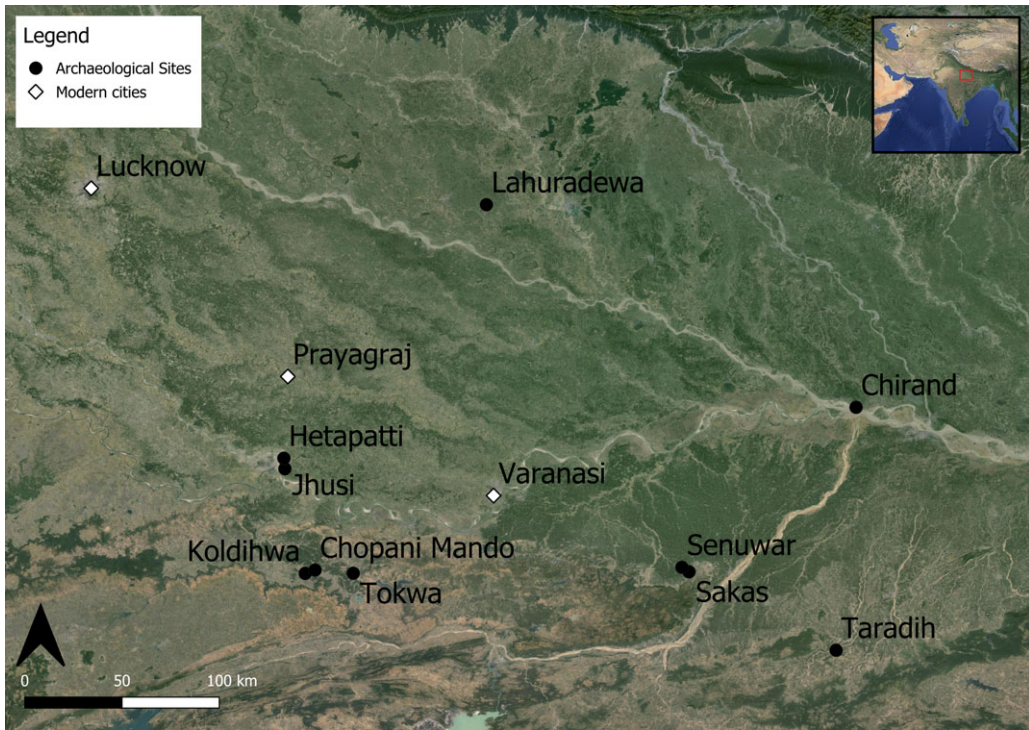 Legend
Archaeological Sites
Modern cities
Lucknow
Lahuradewa
Prayagraj
Chirand
Hetapatti
Jhusi
Varanasi
Koldihwa
Chopani Mando
Tokwa
Senuwar
Sakas
Taradih
0 50 100 km